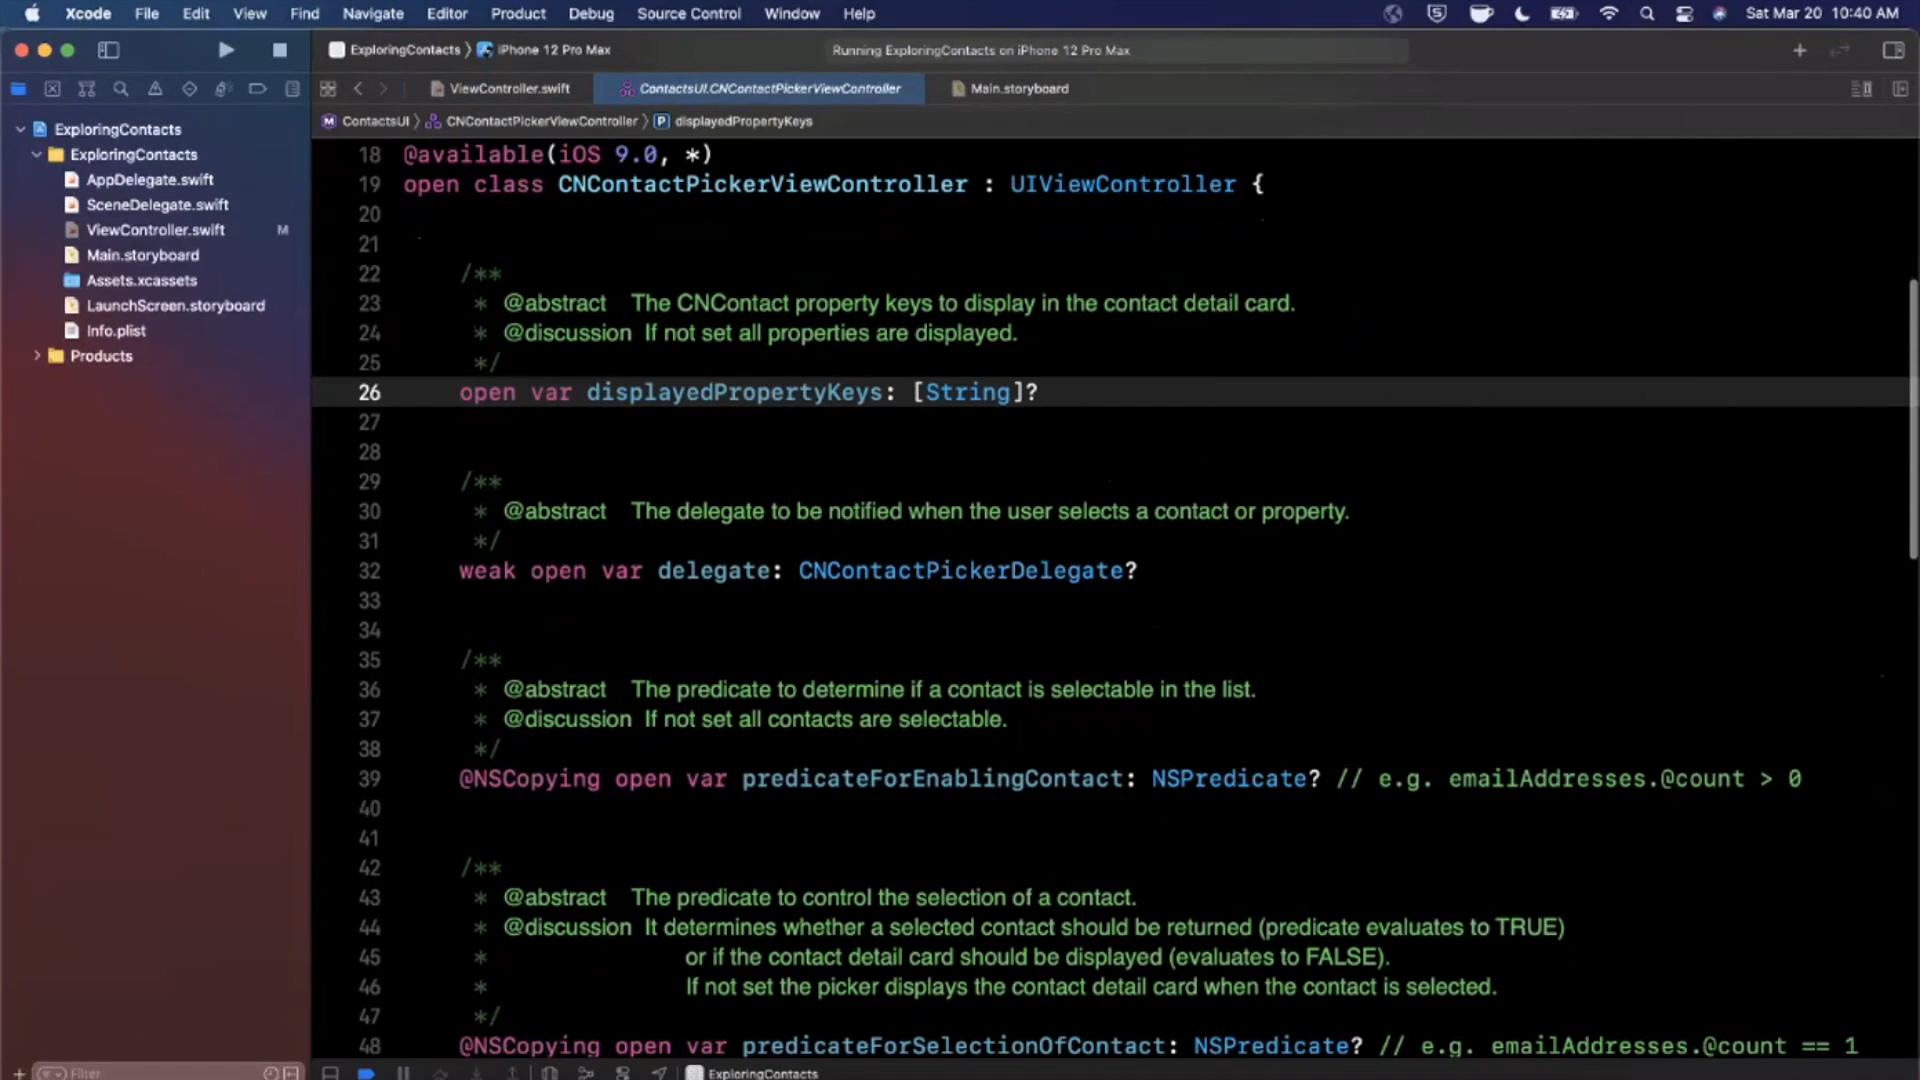 Xcode File Edit View Find Navigate Editor Product Debug Source Control Window Help Sat Mar 20 10:40 AM
ExploringContacts iPhone 12 Pro Max Running ExploringContacts on iPhone 12 Pro Max
ViewController.swift ContactsUI.CNContactPickerViewController Main.storyboard
ContactsUI CNContactPickerViewController P displayedPropertyKeys
ExploringContacts
ExploringContacts
AppDelegate.swift
SceneDelegate.swift
ViewController.swift M
Main.storyboard
Assets.xcassets
LaunchScreen.storyboard
Info.plist
Products
18 @available(iOS 9.0, *)
19 open class CNContactPickerViewController : UIViewController {
20
21
22 /**
23 * @abstract The CNContact property keys to display in the contact detail card.
24 * @discussion If not set all properties are displayed.
25 */
26 open var displayedPropertyKeys: [String]?
27
28
29 /**
30 * @abstract The delegate to be notified when the user selects a contact or property.
31 */
32 weak open var delegate: CNContactPickerDelegate?
33
34
35 /**
36 * @abstract The predicate to determine if a contact is selectable in the list.
37 * @discussion If not set all contacts are selectable.
38 */
39 @NSCopying open var predicateForEnablingContact: NSPredicate? // e.g. emailAddresses.@count > 0
40
41
42 /**
43 * @abstract The predicate to control the selection of a contact.
44 * @discussion It determines whether a selected contact should be returned (predicate evaluates to TRUE)
45 * or if the contact detail card should be displayed (evaluates to FALSE).
46 * If not set the picker displays the contact detail card when the contact is selected.
47 */
48 @NSCopying open var predicateForSelectionOfContact: NSPredicate? // e.g. emailAddresses.@count == 1
Filter ExploringContacts